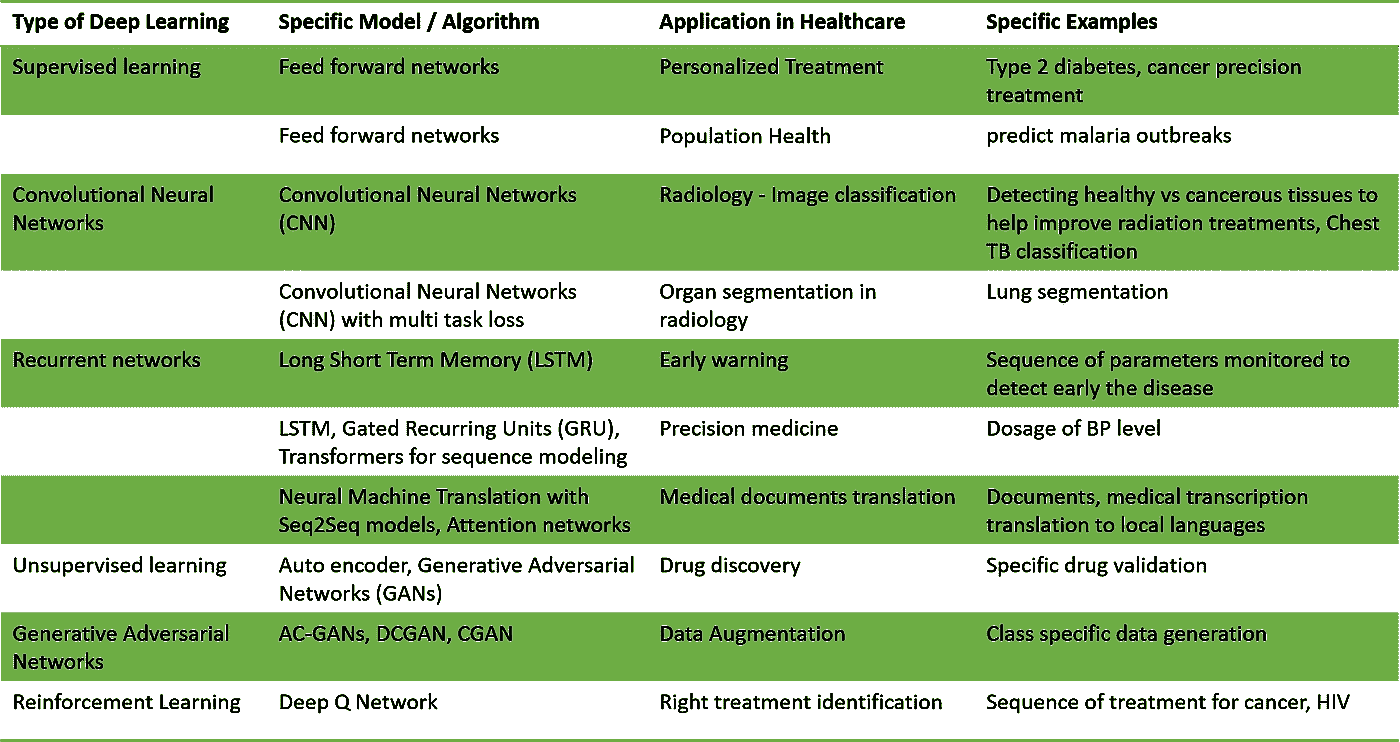 Type of Deep Learning Specific Model / Algorithm Application in Healthcare Specific Examples
Supervised learning Feed forward networks Personalized Treatment Type 2 diabetes, cancer precision
treatment
Feed forward networks Population Health predict malaria outbreaks
Convolutional Neural Convolutional Neural Networks Radiology - Image classification Detecting healthy vs cancerous tissues to
Networks (CNN) help improve radiation treatments, Chest
TB classification
Convolutional Neural Networks Organ segmentation in Lung segmentation
(CNN) with multi task loss radiology
Recurrent networks Long Short Term Memory (LSTM) Early warning Sequence of parameters monitored to
detect early the disease
LSTM, Gated Recurring Units (GRU), Precision medicine Dosage of BP level
Transformers for sequence modeling
Neural Machine Translation with Medical documents translation Documents, medical transcription
Seq2Seq models, Attention networks translation to local languages
Unsupervised learning Auto encoder, Generative Adversarial Drug discovery Specific drug validation
Networks (GANs)
Generative Adversarial AC-GANs, DCGAN, CGAN Data Augmentation Class specific data generation
Networks
Reinforcement Learning Deep Q Network Right treatment identification Sequence of treatment for cancer, HIV